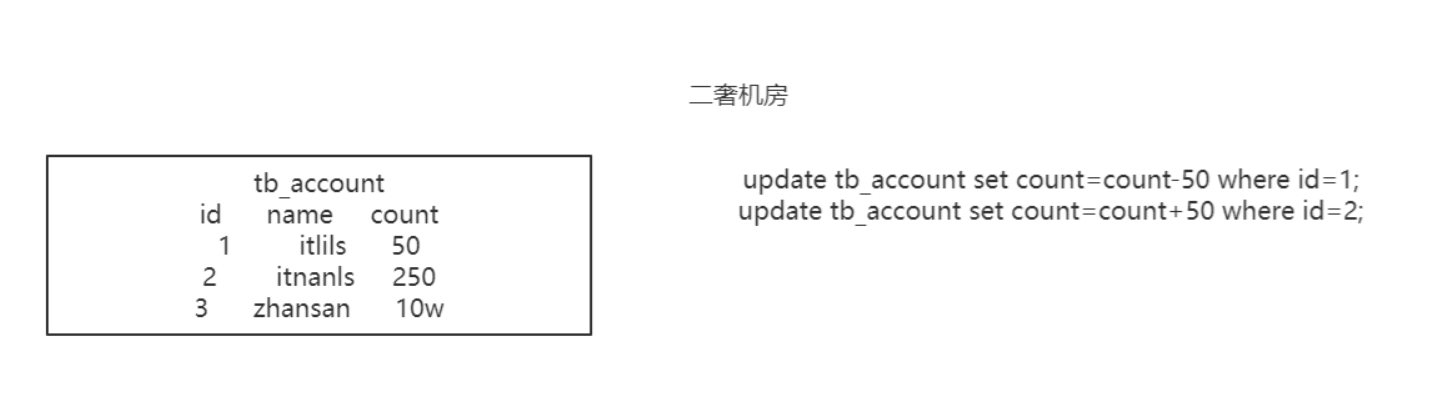 二奢机房
tb_account
id name count
1 itlils 50
2 itnanls 250
3 zhansan 10w
update tb_account set count=count-50 where id=1;
update tb_account set count=count+50 where id=2;